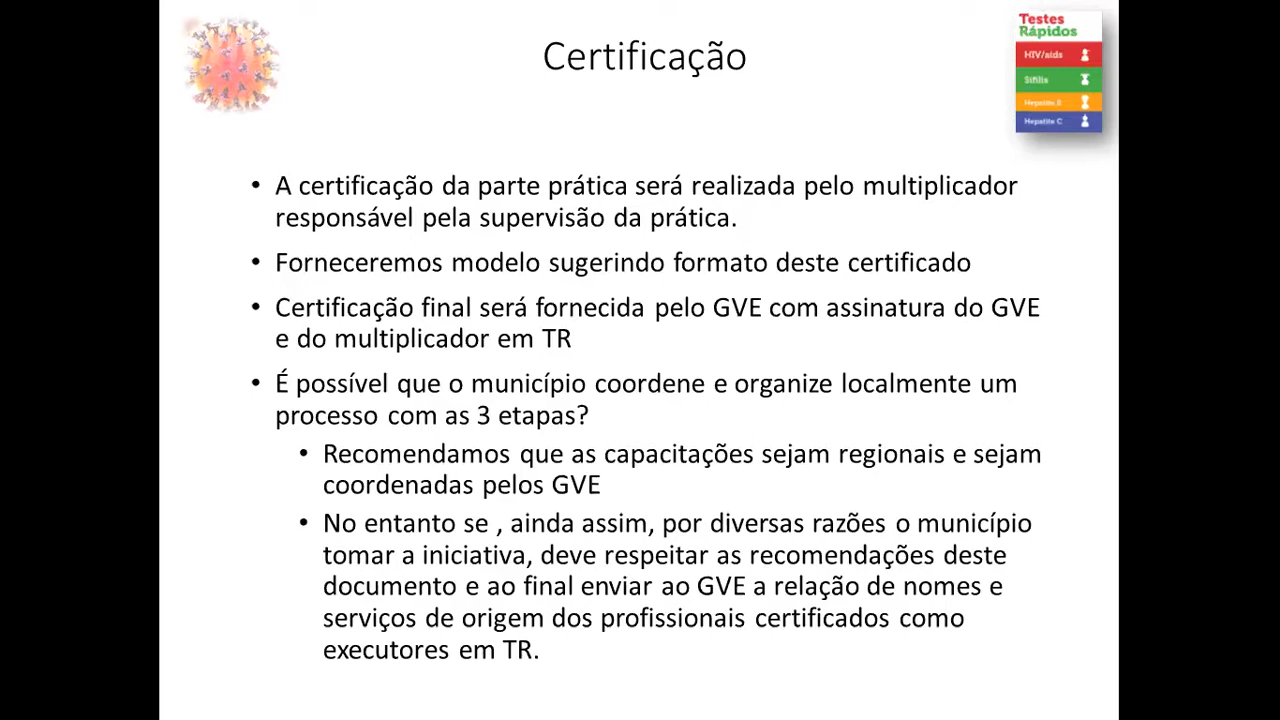 Certificação
Testes
Rápidos
HIV/aids
Sífilis
Hepatite B
Hepatite C
• A certificação da parte prática será realizada pelo multiplicador
responsável pela supervisão da prática.
• Forneceremos modelo sugerindo formato deste certificado
• Certificação final será fornecida pelo GVE com assinatura do GVE
e do multiplicador em TR
• É possível que o município coordene e organize localmente um
processo com as 3 etapas?
• Recomendamos que as capacitações sejam regionais e sejam
coordenadas pelos GVE
• No entanto se , ainda assim, por diversas razões o município
tomar a iniciativa, deve respeitar as recomendações deste
documento e ao final enviar ao GVE a relação de nomes e
serviços de origem dos profissionais certificados como
executores em TR.